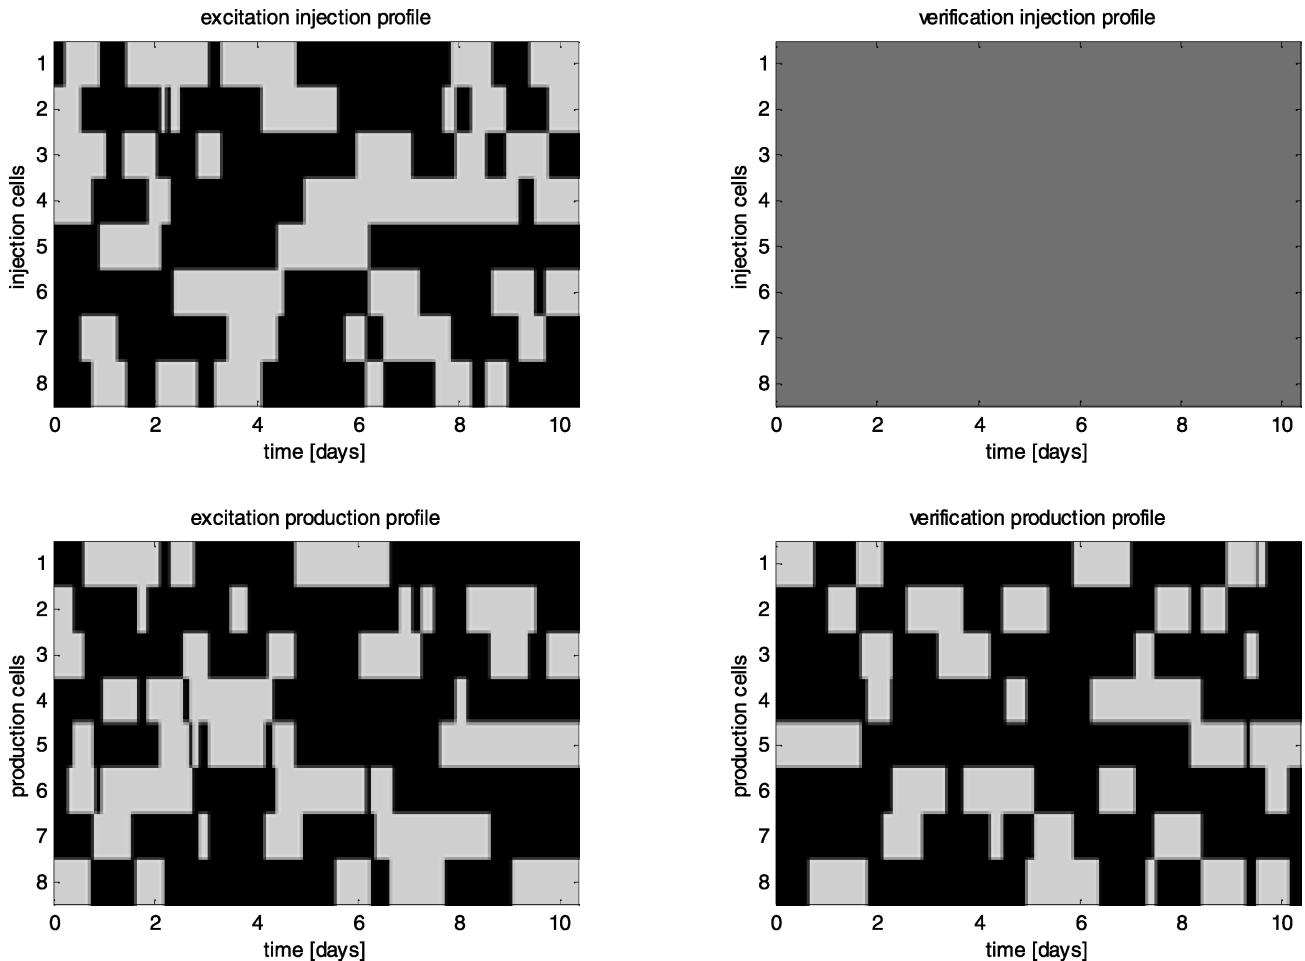 excitation injection profile
injection cells
1
2
3
4
5
6
7
8
0 2 4 6 8 10
time [days]
verification injection profile
injection cells
1
2
3
4
5
6
7
8
0 2 4 6 8 10
time [days]
excitation production profile
production cells
1
2
3
4
5
6
7
8
0 2 4 6 8 10
time [days]
verification production profile
production cells
1
2
3
4
5
6
7
8
0 2 4 6 8 10
time [days]